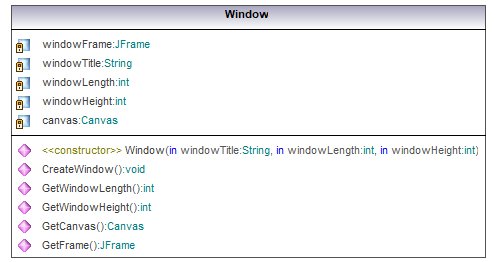 Window
windowFrame:JFrame
windowTitle:String
windowLength:int
windowHeight:int
canvas:Canvas
<<constructor>> Window(in windowTitle:String, in windowLength:int, in windowHeight:int)
CreateWindow():void
GetWindowLength():int
GetWindowHeight():int
GetCanvas():Canvas
GetFrame():JFrame